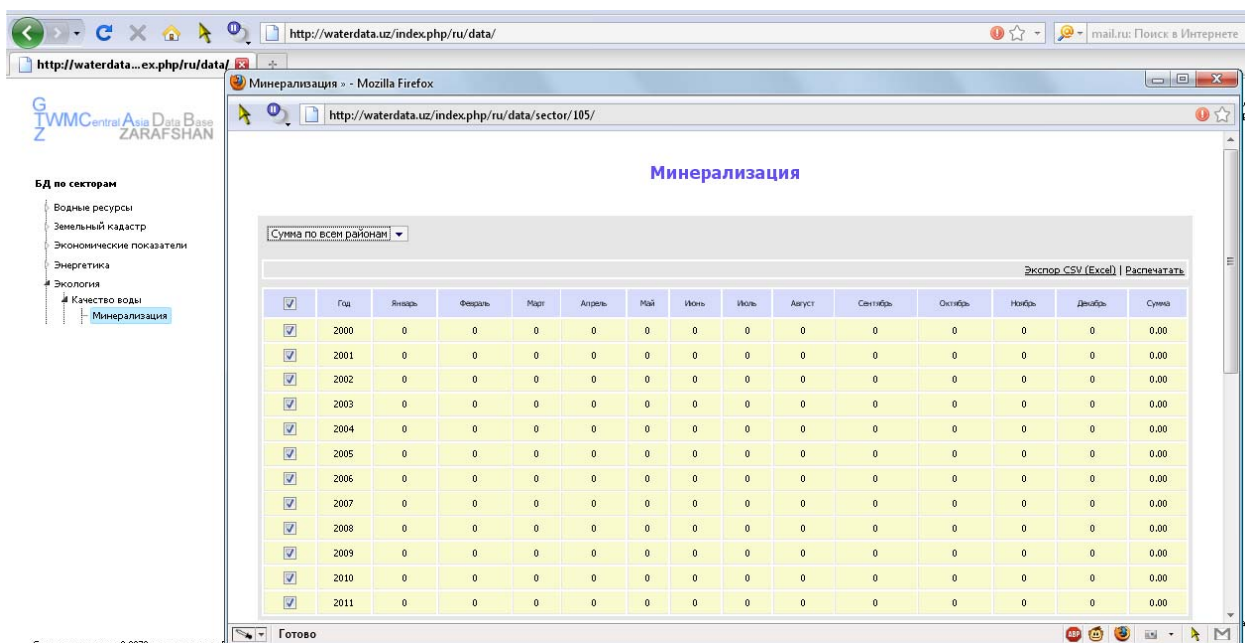 http://waterdata.uz/index.php/ru/data/
mail.ru: Поиск в Интернете
http://waterdata...ex.php/ru/data/
Минерализация » - Mozilla Firefox
http://waterdata.uz/index.php/ru/data/sector/105/
GTZ
TWMCentral Asia Data Base
ZARAFSHAN
БД по секторам
Водные ресурсы
Земельный кадастр
Экономические показатели
Энергетика
Экология
Качество воды
Минерализация
Минерализация
Сумма по всем районам
Экспор CSV (Excel) | Распечатать
Год Январь Февраль Март Апрель Май Июнь Июль Август Сентябрь Октябрь Ноябрь Декабрь Сумма
2000 0 0 0 0 0 0 0 0 0 0 0 0 0.00
2001 0 0 0 0 0 0 0 0 0 0 0 0 0.00
2002 0 0 0 0 0 0 0 0 0 0 0 0 0.00
2003 0 0 0 0 0 0 0 0 0 0 0 0 0.00
2004 0 0 0 0 0 0 0 0 0 0 0 0 0.00
2005 0 0 0 0 0 0 0 0 0 0 0 0 0.00
2006 0 0 0 0 0 0 0 0 0 0 0 0 0.00
2007 0 0 0 0 0 0 0 0 0 0 0 0 0.00
2008 0 0 0 0 0 0 0 0 0 0 0 0 0.00
2009 0 0 0 0 0 0 0 0 0 0 0 0 0.00
2010 0 0 0 0 0 0 0 0 0 0 0 0 0.00
2011 0 0 0 0 0 0 0 0 0 0 0 0 0.00
Готово
ABP